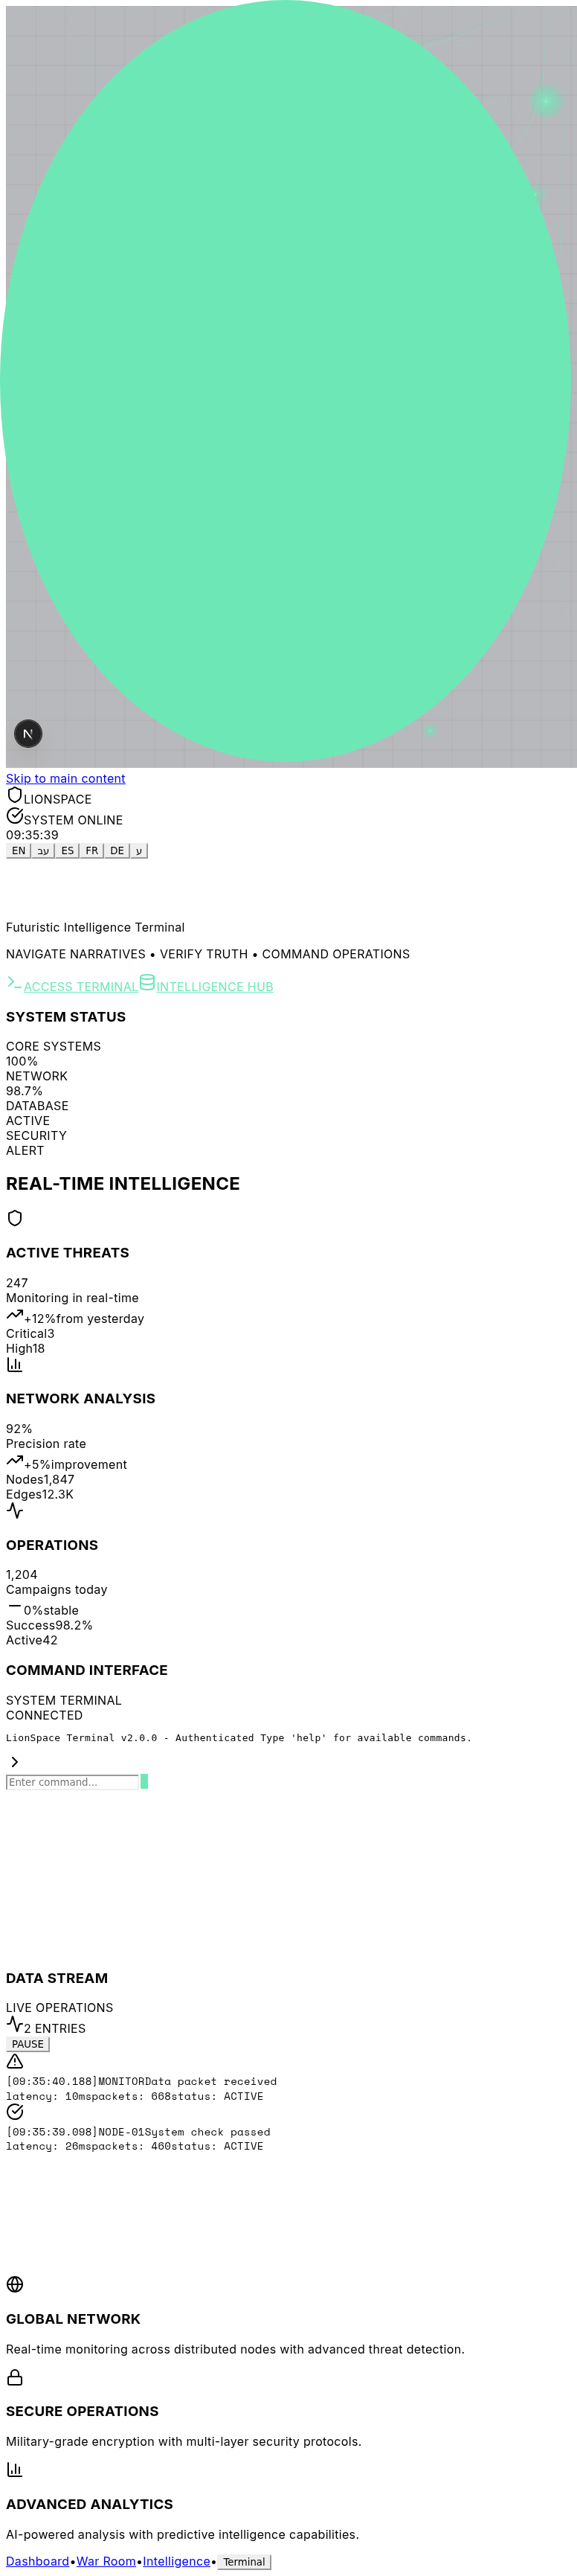 N
Skip to main content
LIONSPACE
SYSTEM ONLINE
09:35:39
EN עב ES FR DE ع
Futuristic Intelligence Terminal
NAVIGATE NARRATIVES • VERIFY TRUTH • COMMAND OPERATIONS
ACCESS TERMINAL INTELLIGENCE HUB
SYSTEM STATUS
CORE SYSTEMS
100%
NETWORK
98.7%
DATABASE
ACTIVE
SECURITY
ALERT
REAL-TIME INTELLIGENCE
ACTIVE THREATS
247
Monitoring in real-time
+12%from yesterday
Critical3
High18
NETWORK ANALYSIS
92%
Precision rate
+5%improvement
Nodes1,847
Edges12.3K
OPERATIONS
1,204
Campaigns today
0%stable
Success98.2%
Active42
COMMAND INTERFACE
SYSTEM TERMINAL
CONNECTED
LionSpace Terminal v2.0.0 - Authenticated Type 'help' for available commands.
Enter command...
DATA STREAM
LIVE OPERATIONS
2 ENTRIES
PAUSE
[09:35:40.188]MONITORData packet received
latency: 10mspackets: 668status: ACTIVE
[09:35:39.098]NODE-01System check passed
latency: 26mspackets: 460status: ACTIVE
GLOBAL NETWORK
Real-time monitoring across distributed nodes with advanced threat detection.
SECURE OPERATIONS
Military-grade encryption with multi-layer security protocols.
ADVANCED ANALYTICS
AI-powered analysis with predictive intelligence capabilities.
Dashboard•War Room•Intelligence•Terminal